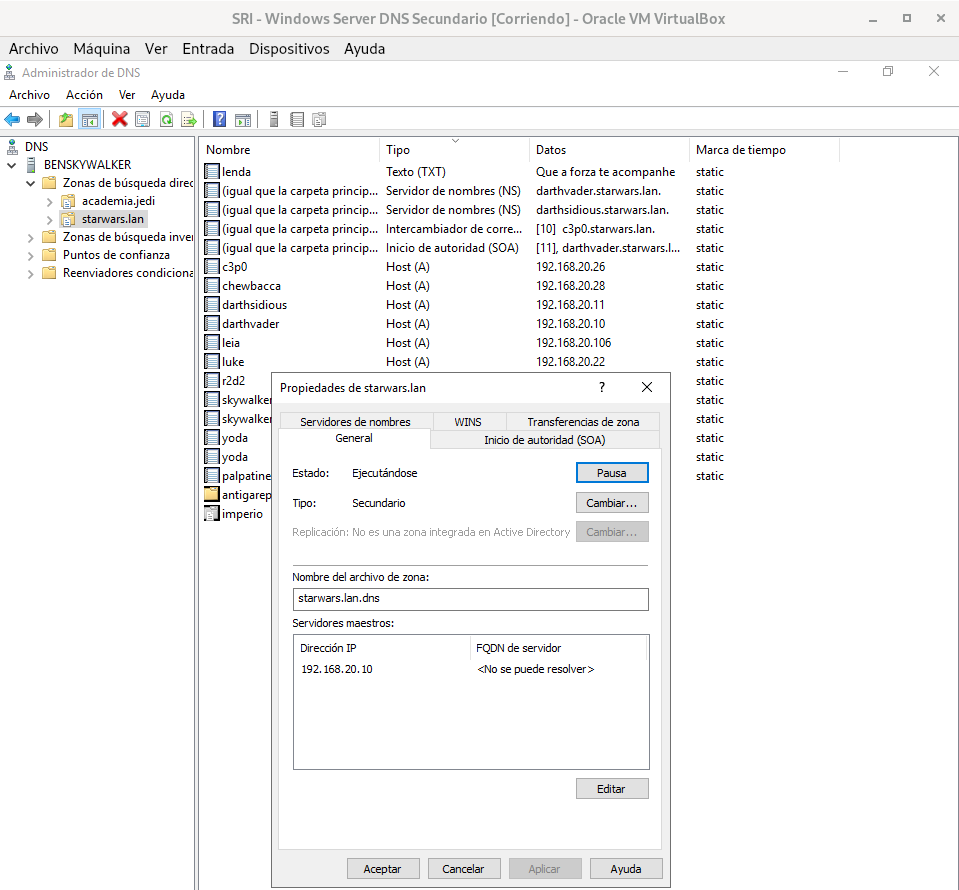 SRI - Windows Server DNS Secundario [Corriendo] - Oracle VM VirtualBox
Archivo Máquina Ver Entrada Dispositivos Ayuda
Administrador de DNS
Archivo Acción Ver Ayuda
DNS
BENSKYWALKER
Zonas de búsqueda direc
academia.jedi
starwars.lan
Zonas de búsqueda inver
Puntos de confianza
Reenviadores condiciona
Nombre Tipo Datos Marca de tiempo
lenda Texto (TXT) Que a forza te acompanhe static
(igual que la carpeta princip... Servidor de nombres (NS) darthvader.starwars.lan. static
(igual que la carpeta princip... Servidor de nombres (NS) darthsidious.starwars.lan. static
(igual que la carpeta princip... Intercambiador de corre... [10] c3p0.starwars.lan. static
(igual que la carpeta princip... Inicio de autoridad (SOA) [11], darthvader.starwars.l... static
c3p0 Host (A) 192.168.20.26 static
chewbacca Host (A) 192.168.20.28 static
darthsidious Host (A) 192.168.20.11 static
darthvader Host (A) 192.168.20.10 static
leia Host (A) 192.168.20.106 static
luke Host (A) 192.168.20.22 static
r2d2 static
skywalker static
skywalker static
yoda static
yoda static
palpatine static
antigarep
imperio
Propiedades de starwars.lan ?
Servidores de nombres WINS Transferencias de zona
General Inicio de autoridad (SOA)
Estado: Ejecutándose Pausa
Tipo: Secundario Cambiar...
Replicación: No es una zona integrada en Active Directory Cambiar...
Nombre del archivo de zona:
starwars.lan.dns
Servidores maestros:
Dirección IP FQDN de servidor
192.168.20.10 <No se puede resolver>
Editar
Aceptar Cancelar Aplicar Ayuda